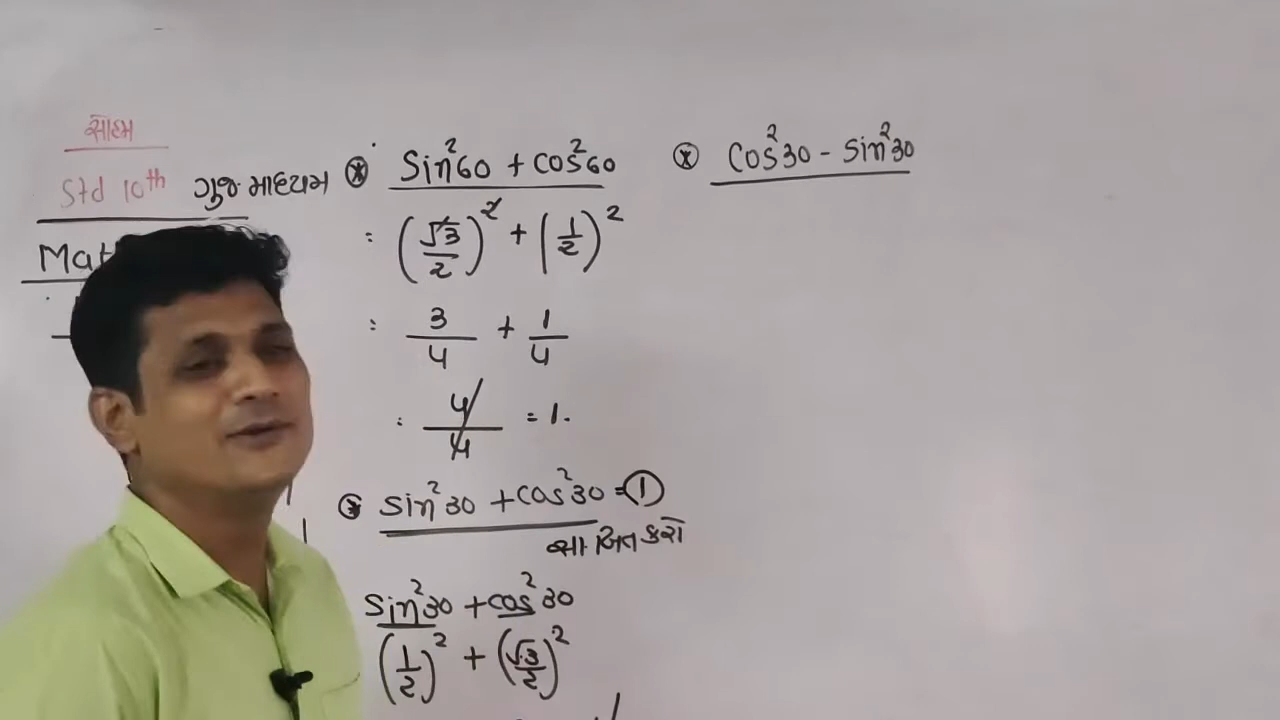 સોહમ
Std 10th ગુજ. માધ્યમ
⊛ Sin²60 + cos²60
= (√3/2)² + (1/2)²
= 3/4 + 1/4
= 4/4 = 1.
⊛ sin²30 + cos²30 = 1
સાબિત કરો
sin²30 + cos²30
(1/2)² + (√3/2)²
⊛ Cos²30 - sin²30